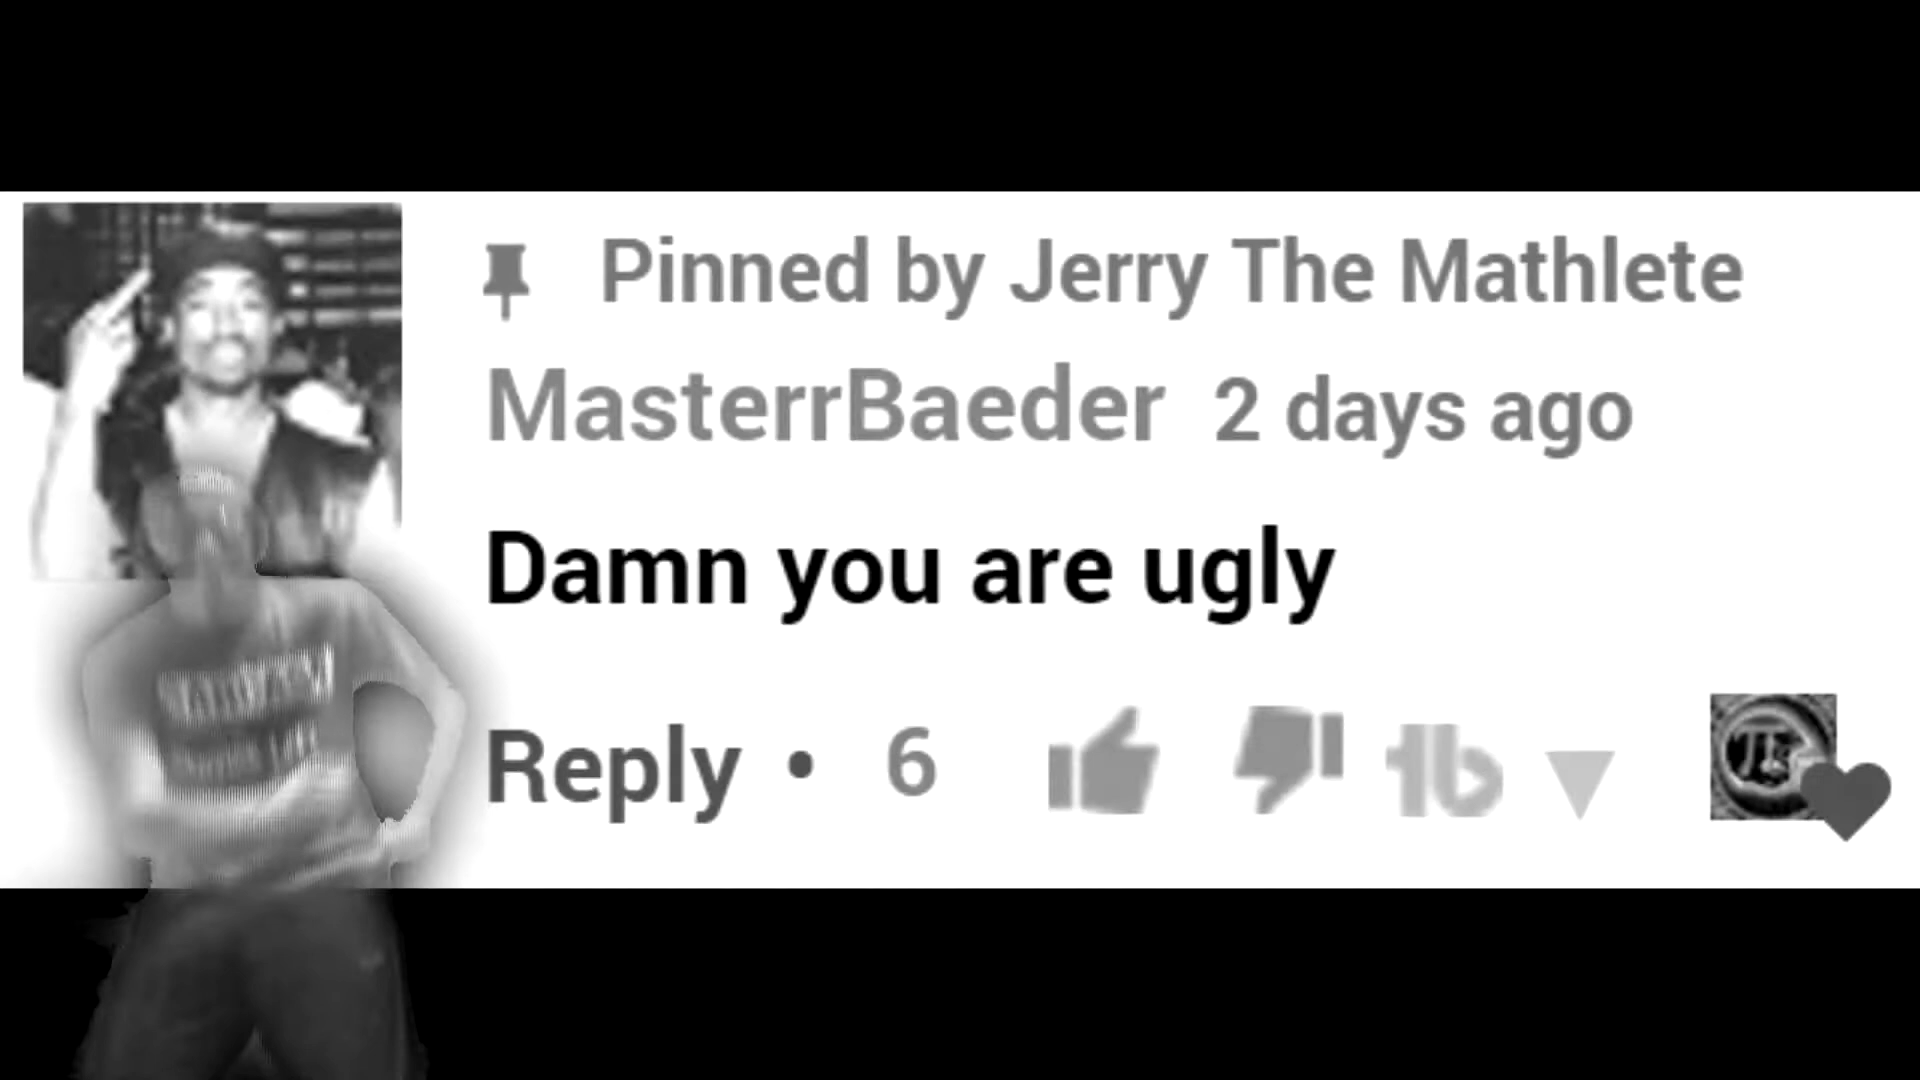 Pinned by Jerry The Mathlete
MasterrBaeder 2 days ago
Damn you are ugly
Reply • 6